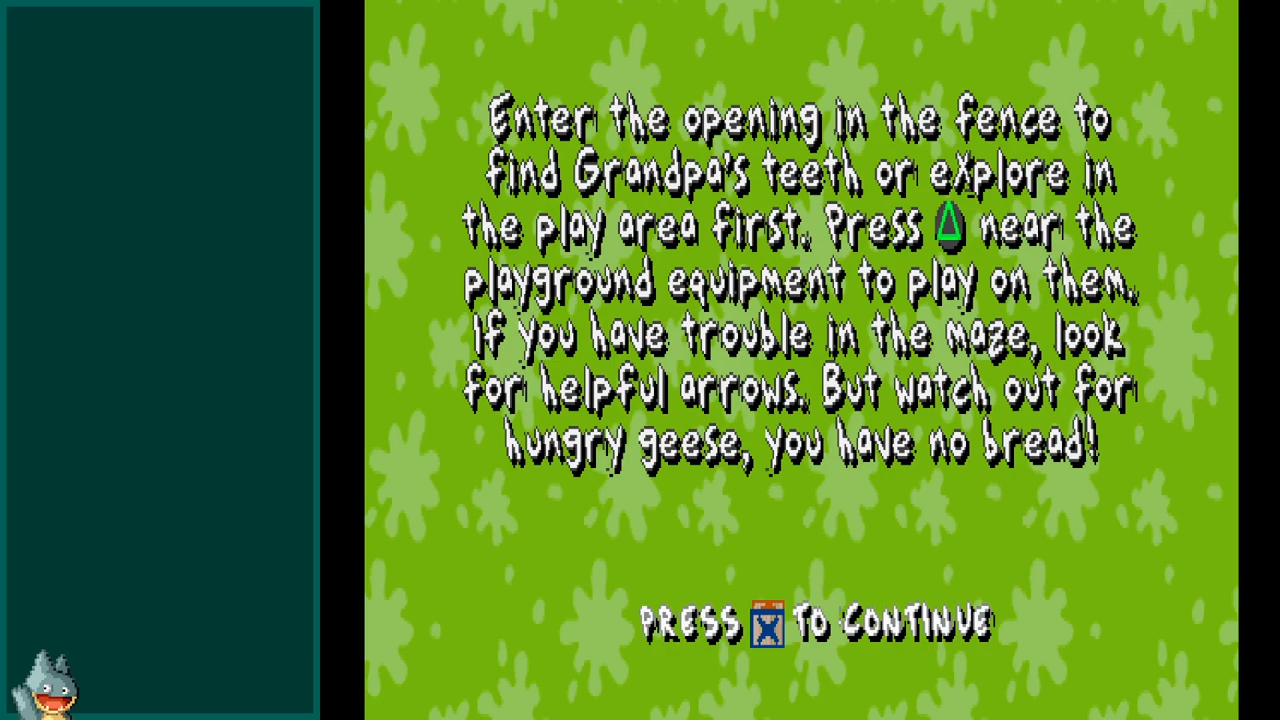 Enter the opening in the fence to
find Grandpa's teeth or explore in
the play area first. Press △ near the
playground equipment to play on them.
If you have trouble in the maze, look
for helpful arrows. But watch out for
hungry geese, you have no bread!
PRESS X TO CONTINUE